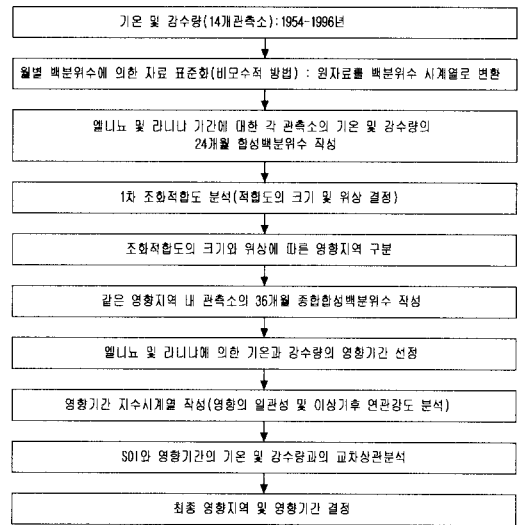 기온 및 강수량(14개관측소):1954-1996년
월별 백분위수에 의한 자료 표준화(비모수적 방법) : 원자료를 백분위수 시계열로 변환
엘니뇨 및 라니냐 기간에 대한 각 관측소의 기온 및 강수량의
24개월 합성백분위수 작성
1차 조화적합도 분석(적합도의 크기 및 위상 결정)
조화적합도의 크기와 위상에 따른 영향지역 구분
같은 영향지역 내 관측소의 36개월 종합합성백분위수 작성
엘니뇨 및 라니냐에 의한 기온과 강수량의 영향기간 선정
영향기간 지수시계열 작성(영향의 일관성 및 이상기후 연관강도 분석)
SOI와 영향기간의 기온 및 강수량과의 교차상관분석
최종 영향지역 및 영향기간 결정